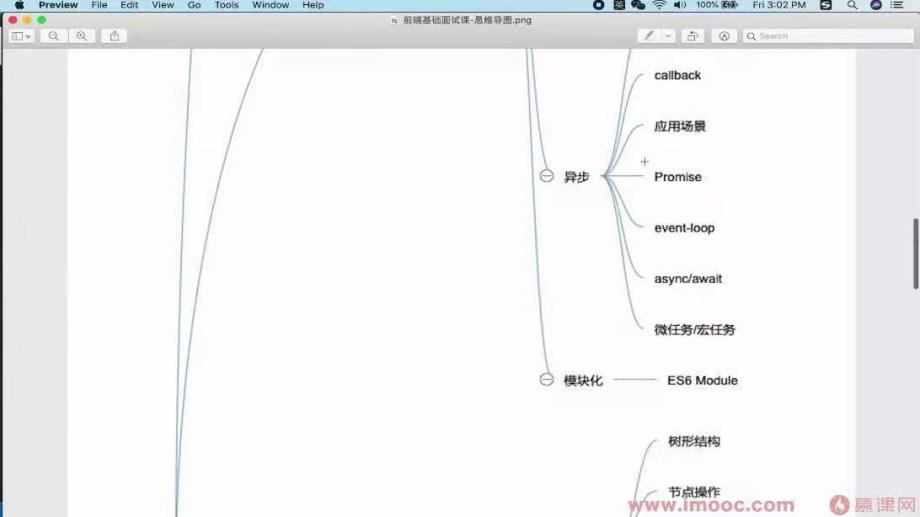 Preview File Edit View Go Tools Window Help 100% Fri 3:02 PM
前端基础面试课-思维导图.png
Search
callback
应用场景
异步
Promise
event-loop
async/await
微任务/宏任务
模块化
ES6 Module
树形结构
节点操作
www.imooc.com 慕课网